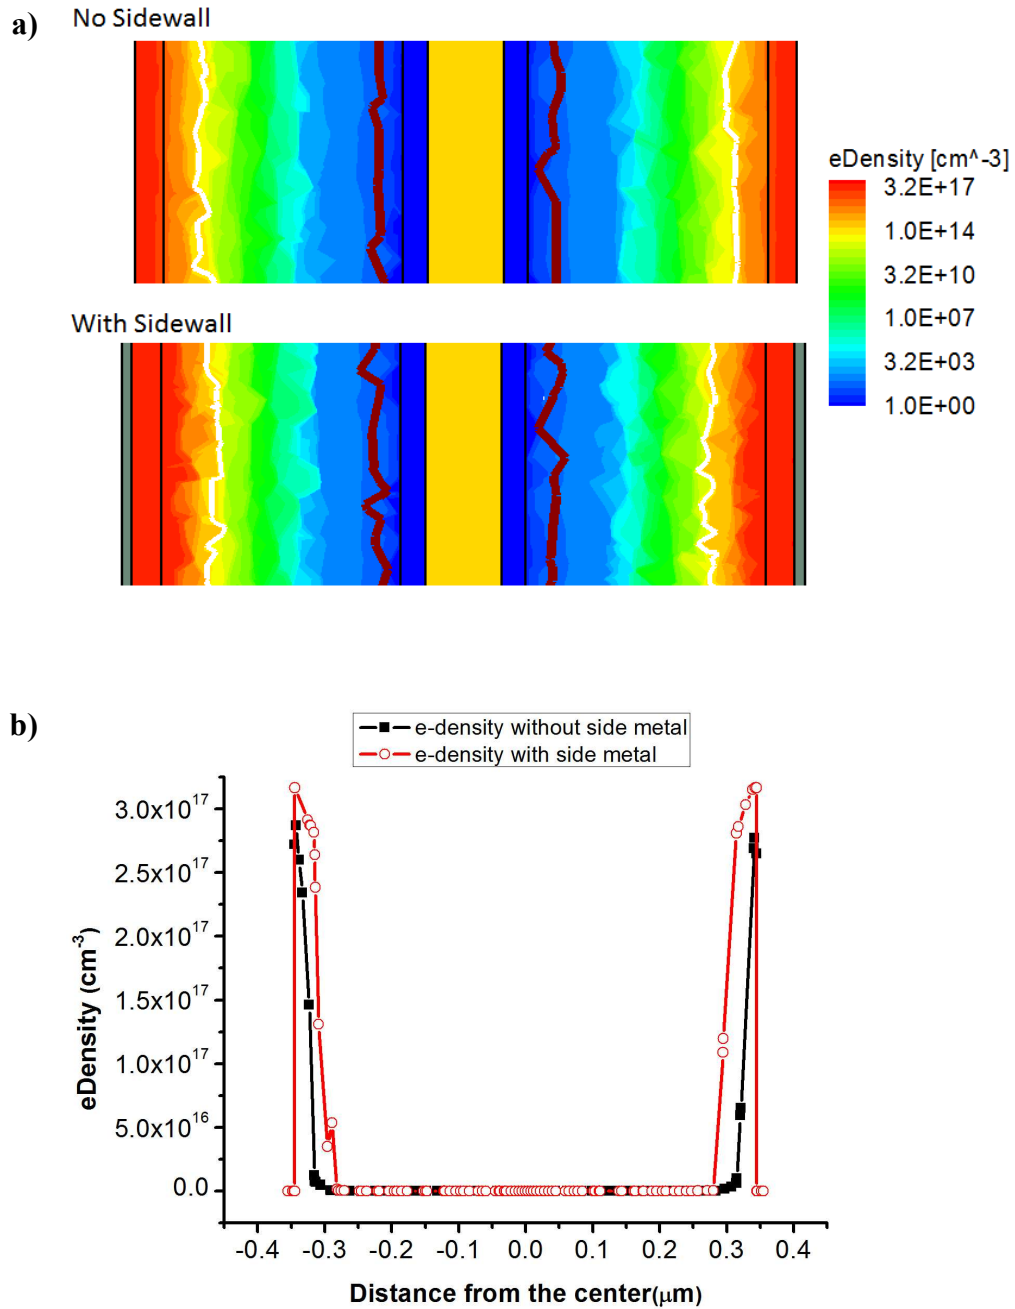 a)
No Sidewall
eDensity [cm^-3]
3.2E+17
1.0E+14
3.2E+10
1.0E+07
3.2E+03
1.0E+00
With Sidewall
b)
e-density without side metal
e-density with side metal
3.0x10^17
2.5x10^17
2.0x10^17
1.5x10^17
1.0x10^17
5.0x10^16
0.0
eDensity (cm^-3)
-0.4 -0.3 -0.2 -0.1 0.0 0.1 0.2 0.3 0.4
Distance from the center(μm)